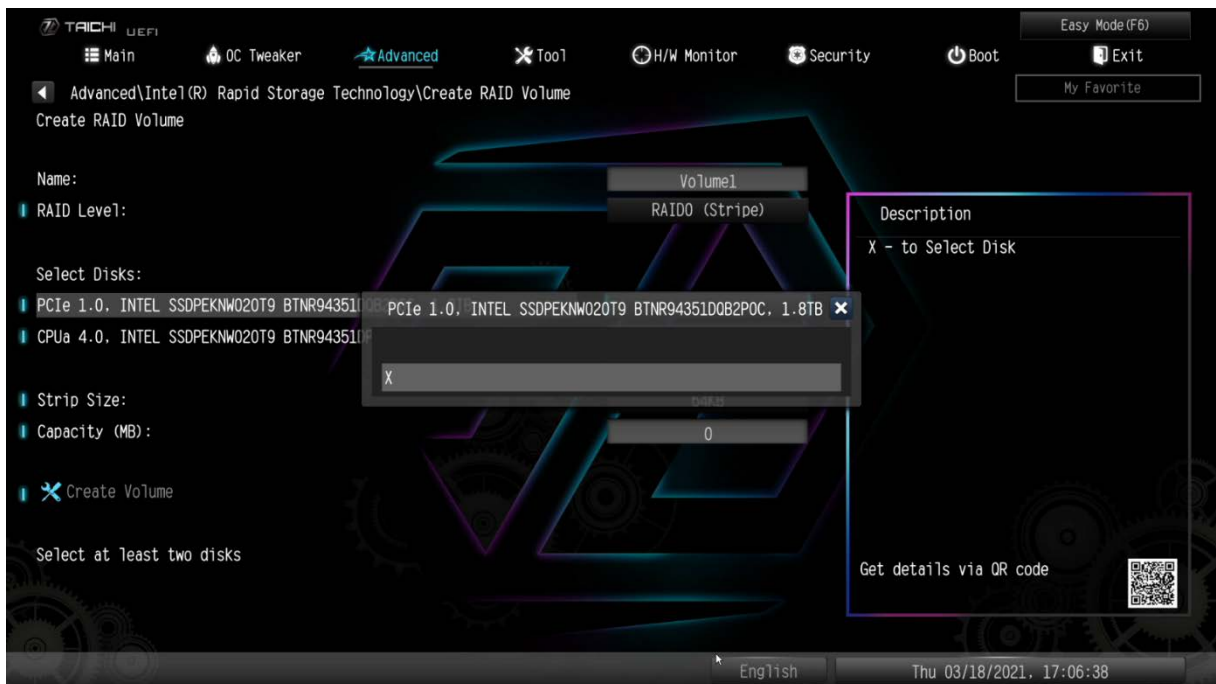 TAICHI UEFI
Easy Mode(F6)
Main OC Tweaker Advanced Tool H/W Monitor Security Boot Exit
Advanced\Intel(R) Rapid Storage Technology\Create RAID Volume
My Favorite
Create RAID Volume
Name: Volume1
RAID Level: RAID0 (Stripe)
Select Disks:
PCIe 1.0, INTEL SSDPEKNW020T9 BTNR94351
CPUa 4.0, INTEL SSDPEKNW020T9 BTNR94351
PCIe 1.0, INTEL SSDPEKNW020T9 BTNR94351DQB2P0C, 1.8TB
X
Strip Size: 64KB
Capacity (MB): 0
Create Volume
Select at least two disks
Description
X - to Select Disk
Get details via QR code
English
Thu 03/18/2021, 17:06:38